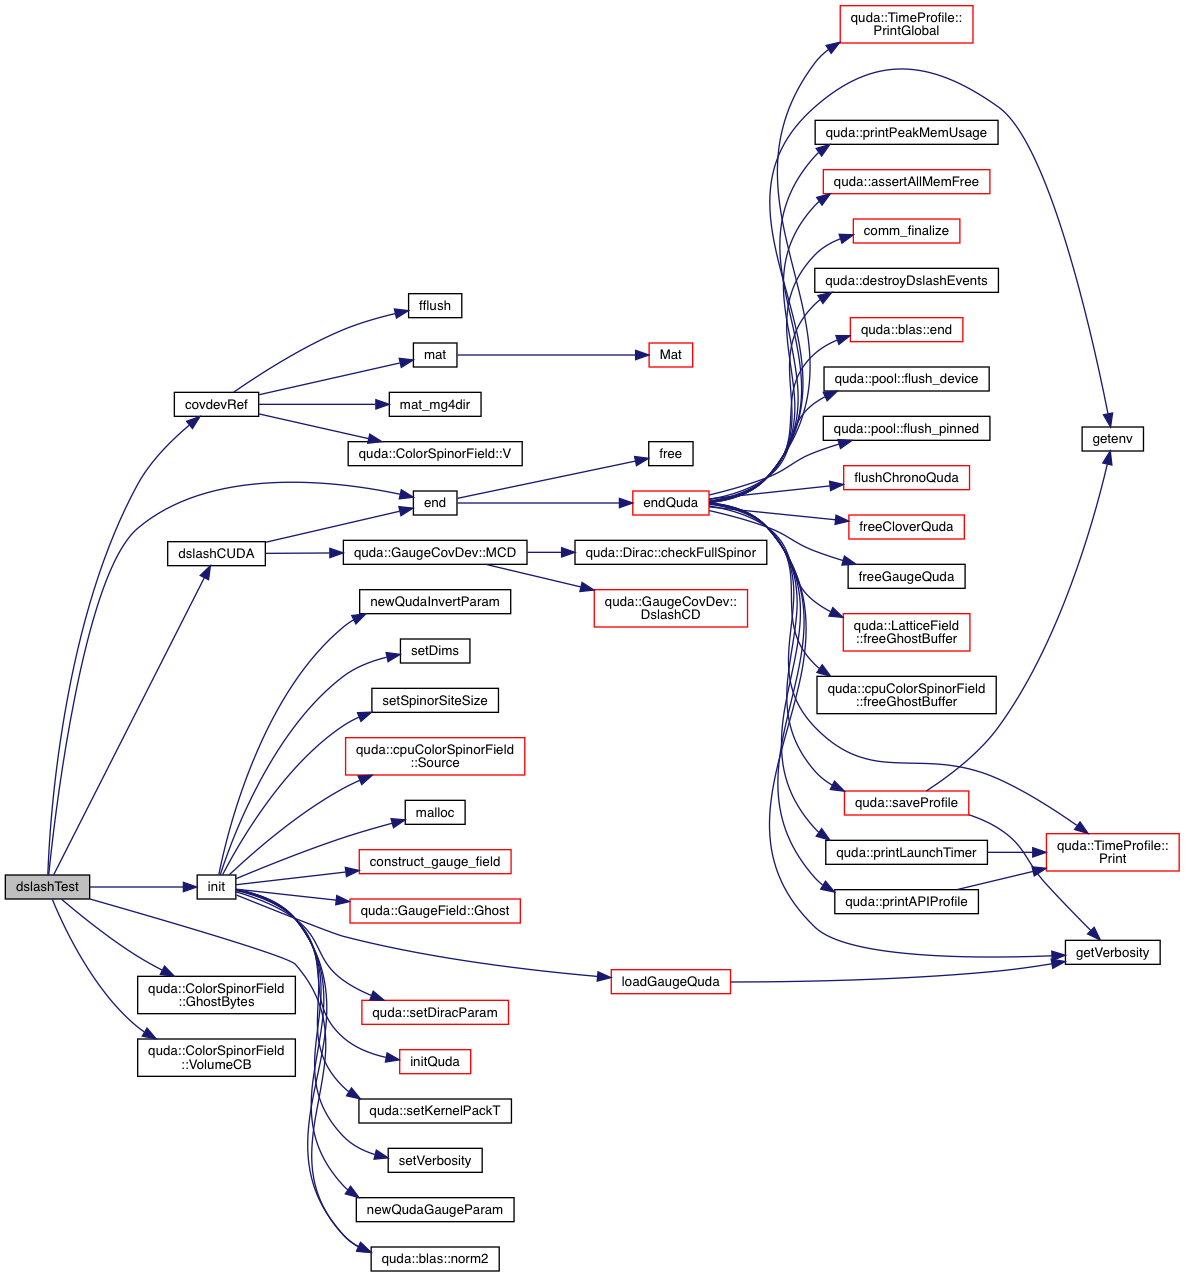 quda::TimeProfile::
PrintGlobal
quda::printPeakMemUsage
quda::assertAllMemFree
comm_finalize
quda::destroyDslashEvents
fflush
quda::blas::end
mat
Mat
quda::pool::flush_device
covdevRef
mat_mg4dir
quda::pool::flush_pinned
getenv
quda::ColorSpinorField::V
free
flushChronoQuda
end
endQuda
freeCloverQuda
dslashCUDA
quda::GaugeCovDev::MCD
quda::Dirac::checkFullSpinor
freeGaugeQuda
newQudaInvertParam
quda::GaugeCovDev::
DslashCD
quda::LatticeField
::freeGhostBuffer
setDims
quda::cpuColorSpinorField
::freeGhostBuffer
setSpinorSiteSize
quda::cpuColorSpinorField
::Source
quda::saveProfile
malloc
quda::printLaunchTimer
quda::TimeProfile::
Print
construct_gauge_field
dslashTest
init
quda::printAPIProfile
quda::GaugeField::Ghost
getVerbosity
loadGaugeQuda
quda::ColorSpinorField
::GhostBytes
quda::setDiracParam
quda::ColorSpinorField
::VolumeCB
initQuda
quda::setKernelPackT
setVerbosity
newQudaGaugeParam
quda::blas::norm2